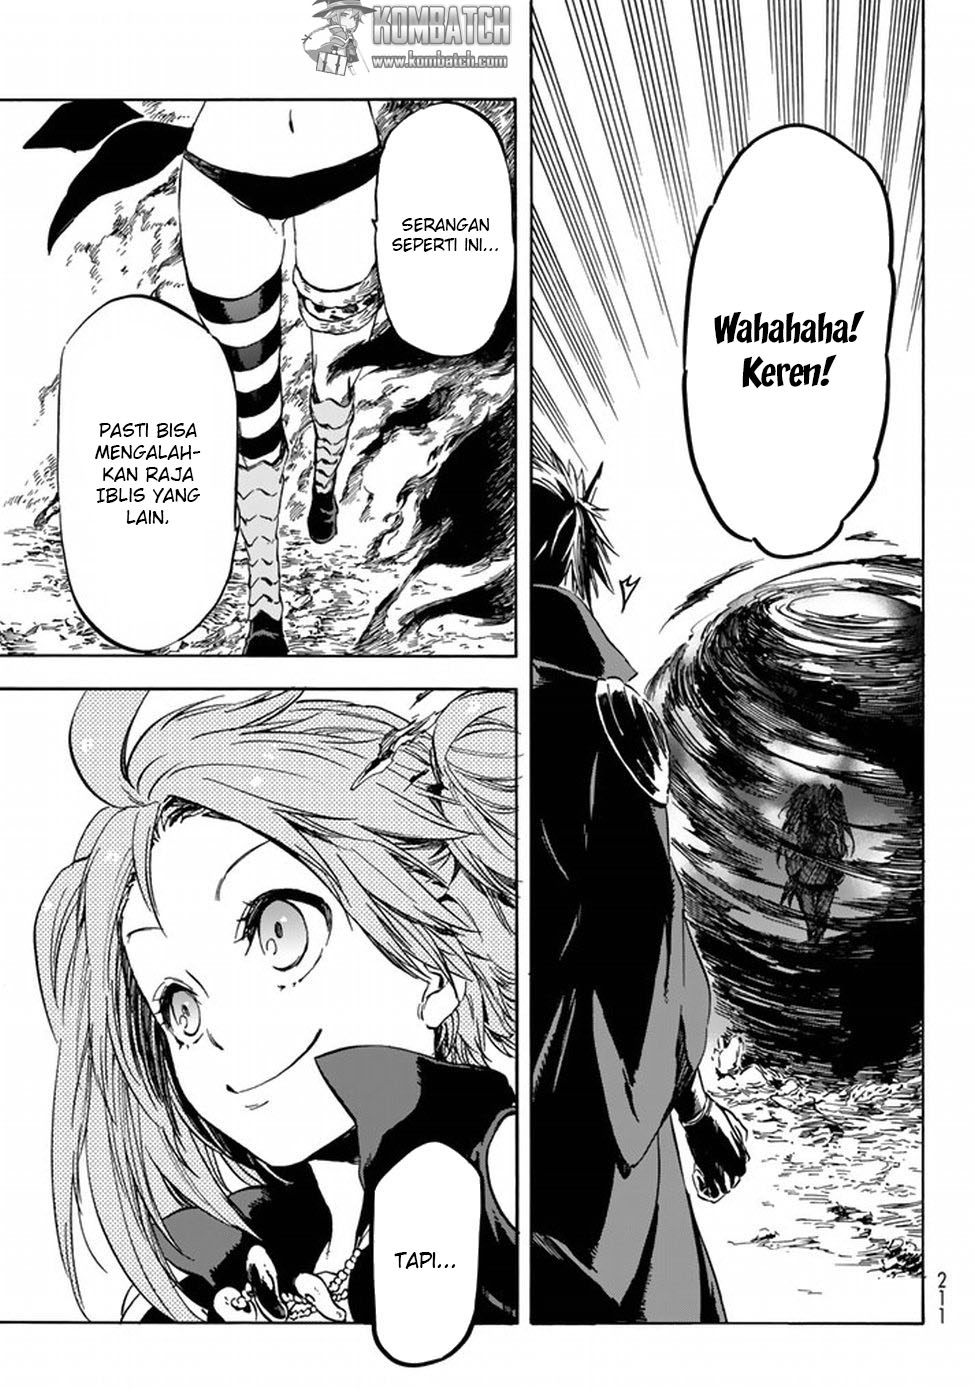 KOMBATCH
www.kombatch.com
Wahahaha!
Keren!
SERANGAN
SEPERTI INI...
PASTI BISA
MENGALAH-
KAN RAJA
IBLIS YANG
LAIN.
TAPI...
211